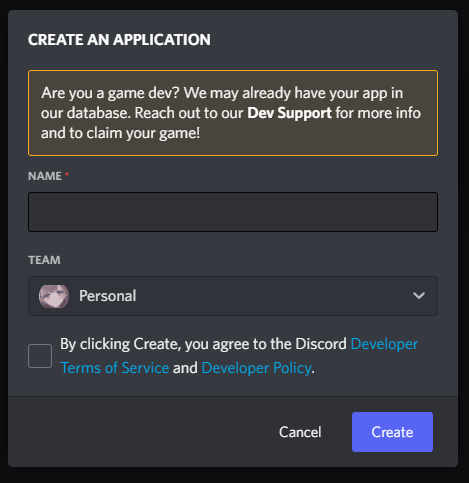 CREATE AN APPLICATION
Are you a game dev? We may already have your app in
our database. Reach out to our Dev Support for more info
and to claim your game!
NAME *
TEAM
Personal
By clicking Create, you agree to the Discord Developer
Terms of Service and Developer Policy.
Cancel
Create